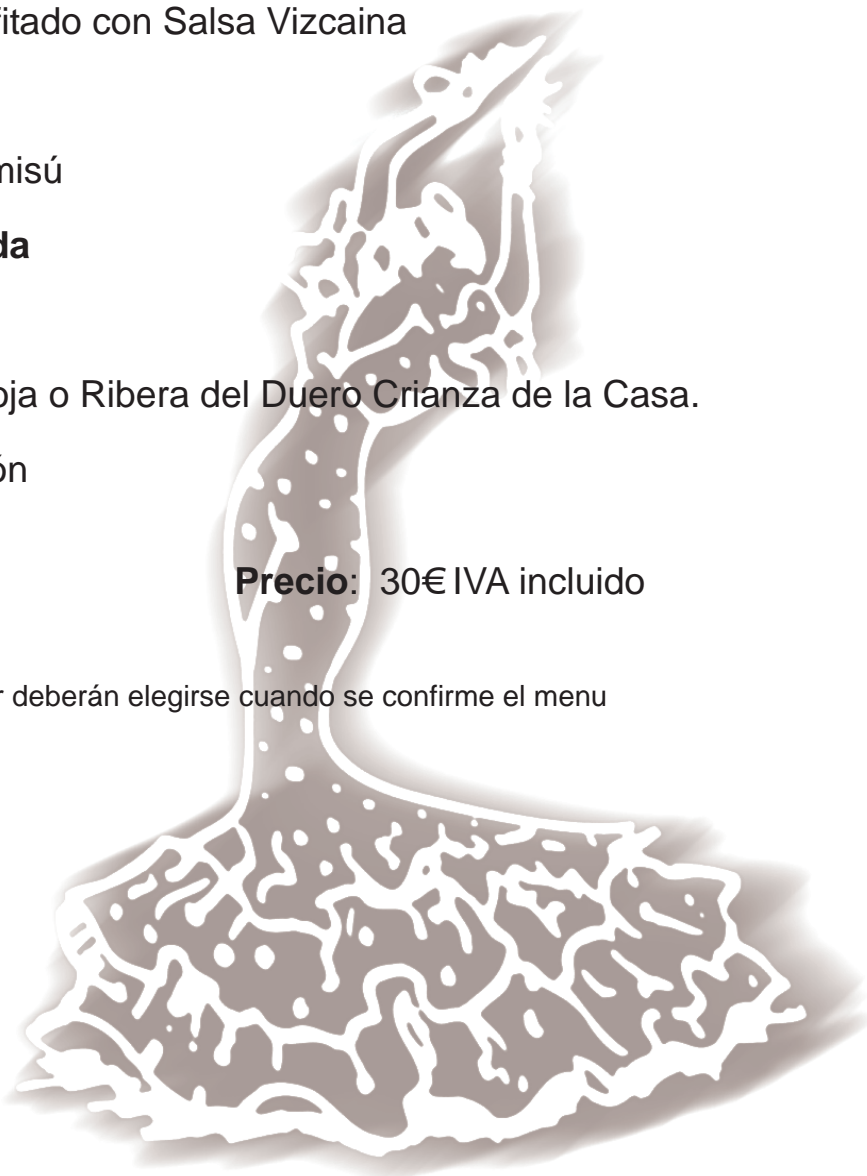 fitado con Salsa Vizcaina
misú
da
oja o Ribera del Duero Crianza de la Casa.
ón
Precio: 30€ IVA incluido
r deberán elegirse cuando se confirme el menu